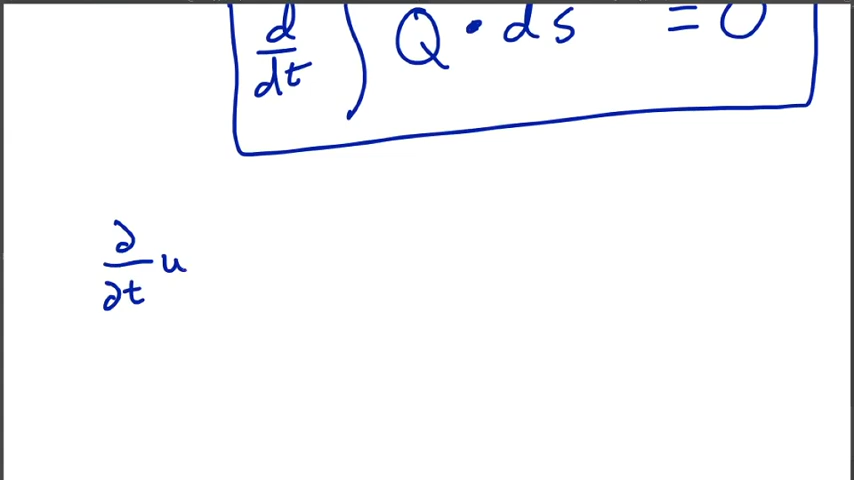 d/dt ∫ Q • ds = 0
∂/∂t u